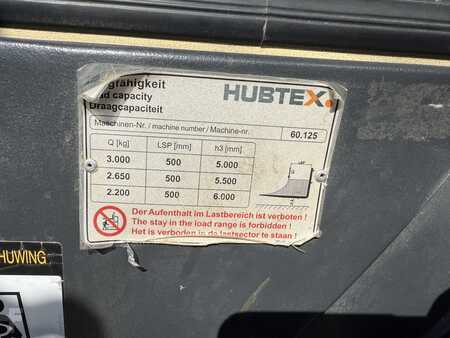 HUBTEX
capacity
Draagcapaciteit
Maschinen-Nr. / machine number / Machine-nr. 60.125
Q [kg] LSP [mm] h3 [mm]
3.000 500 5.000
2.650 500 5.500
2.200 500 6.000
Der Aufenthalt im Lastbereich ist verboten !
The stay in the load range is forbidden !
Het is verboden in de lastsector te staan !